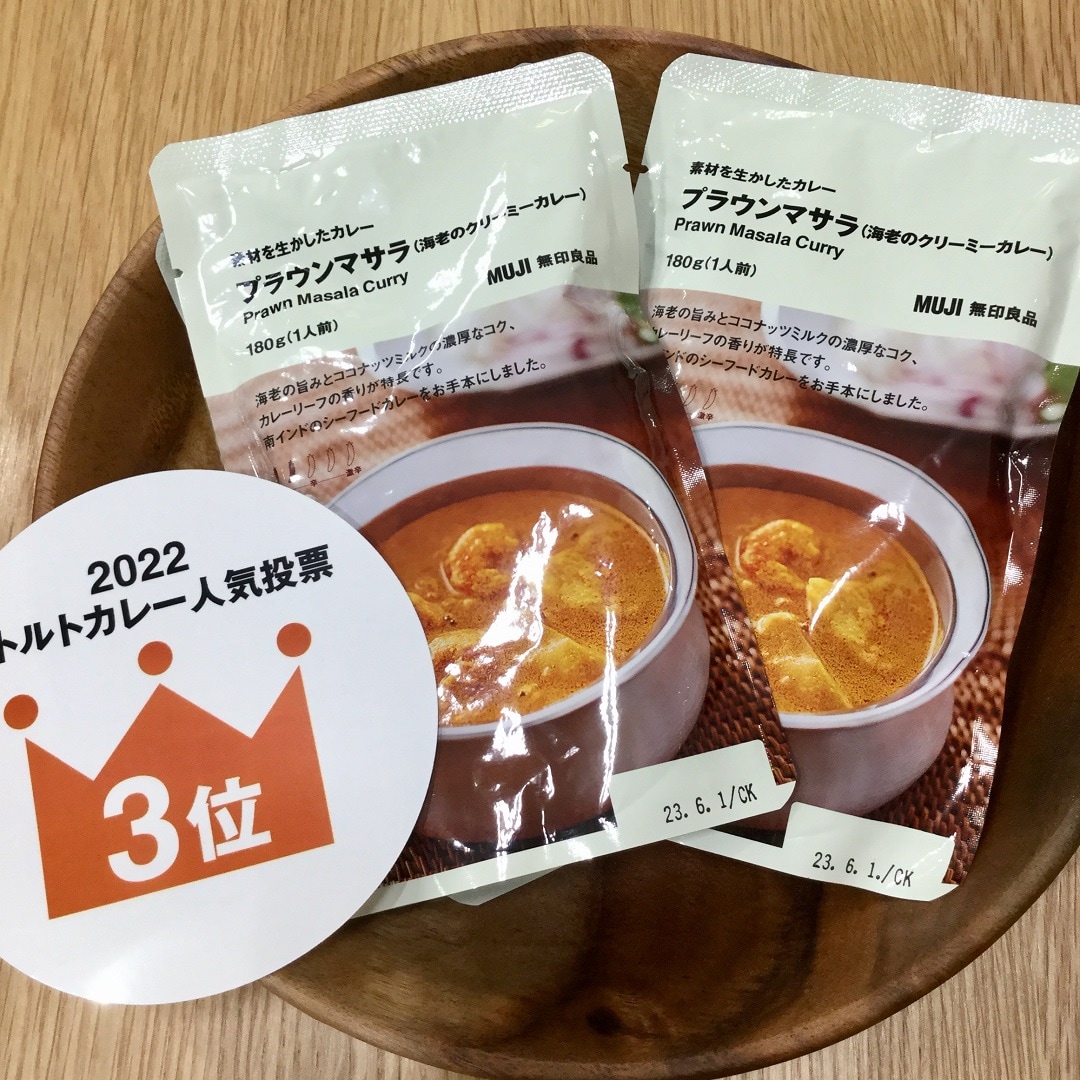 素材を生かしたカレー
プラウンマサラ(海老のクリーミーカレー)
Prawn Masala Curry
180g(1人前)
MUJI 無印良品
海老の旨みとココナッツミルクの濃厚なコク、
カレーリーフの香りが特長です。
南インドのシーフードカレーをお手本にしました。
辛 激辛
23. 6. 1/CK
素材を生かしたカレー
プラウンマサラ(海老のクリーミーカレー)
Prawn Masala Curry
180g(1人前)
MUJI 無印良品
海老の旨みとココナッツミルクの濃厚なコク、
カレーリーフの香りが特長です。
インドのシーフードカレーをお手本にしました。
激辛
23. 6. 1./CK
2022
トルトカレー人気投票
3位